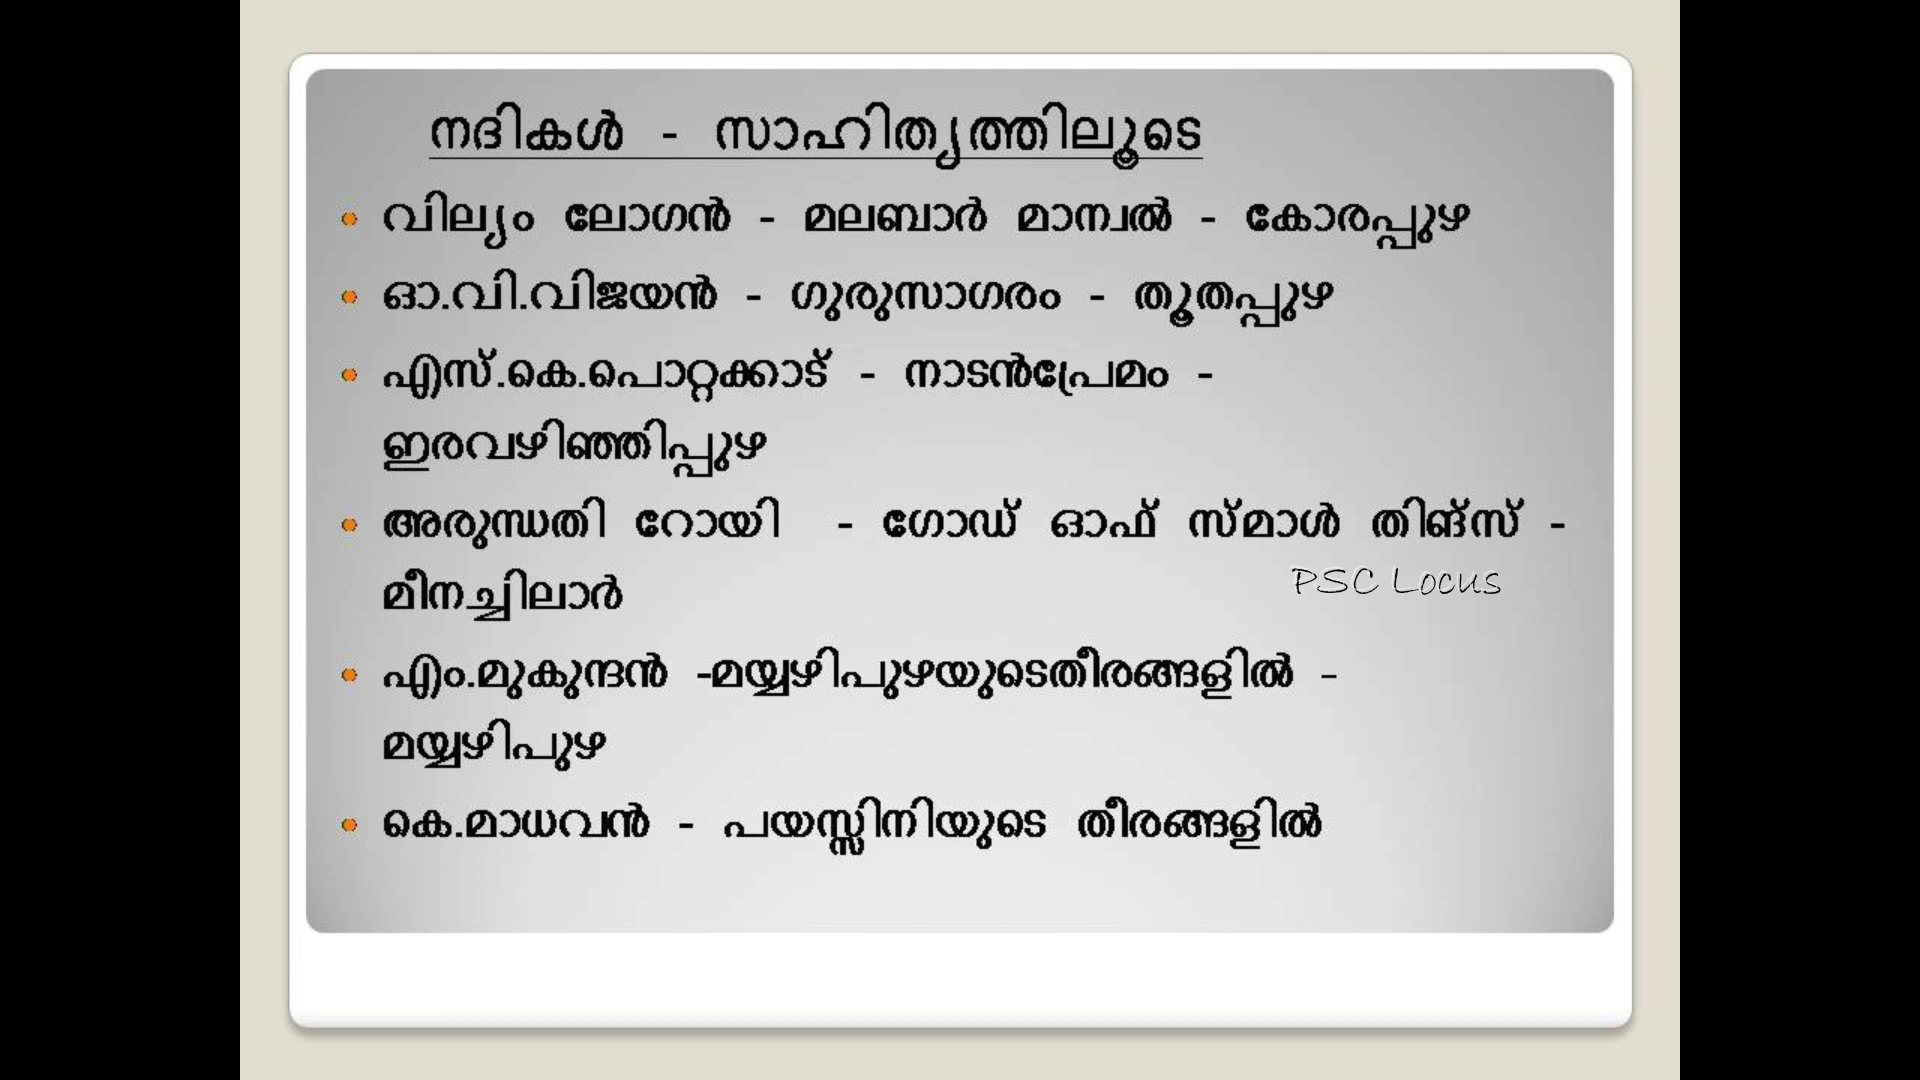 നദികൾ - സാഹിത്യത്തിലൂടെ
വില്യം ലോഗൻ - മലബാർ മാന്വൽ - കോരപ്പുഴ
ഓ.വി.വിജയൻ - ഗുരുസാഗരം - തൂതപ്പുഴ
എസ്.കെ.പൊറ്റക്കാട് - നാടൻപ്രേമം -
ഇരവഴിഞ്ഞിപ്പുഴ
അരുന്ധതി റോയി - ഗോഡ് ഓഫ് സ്മാൾ തിങ്സ് -
മീനച്ചിലാർ
PSC Locus
എം.മുകുന്ദൻ -മയ്യഴിപുഴയുടെതീരങ്ങളിൽ -
മയ്യഴിപുഴ
കെ.മാധവൻ - പയസ്സിനിയുടെ തീരങ്ങളിൽ